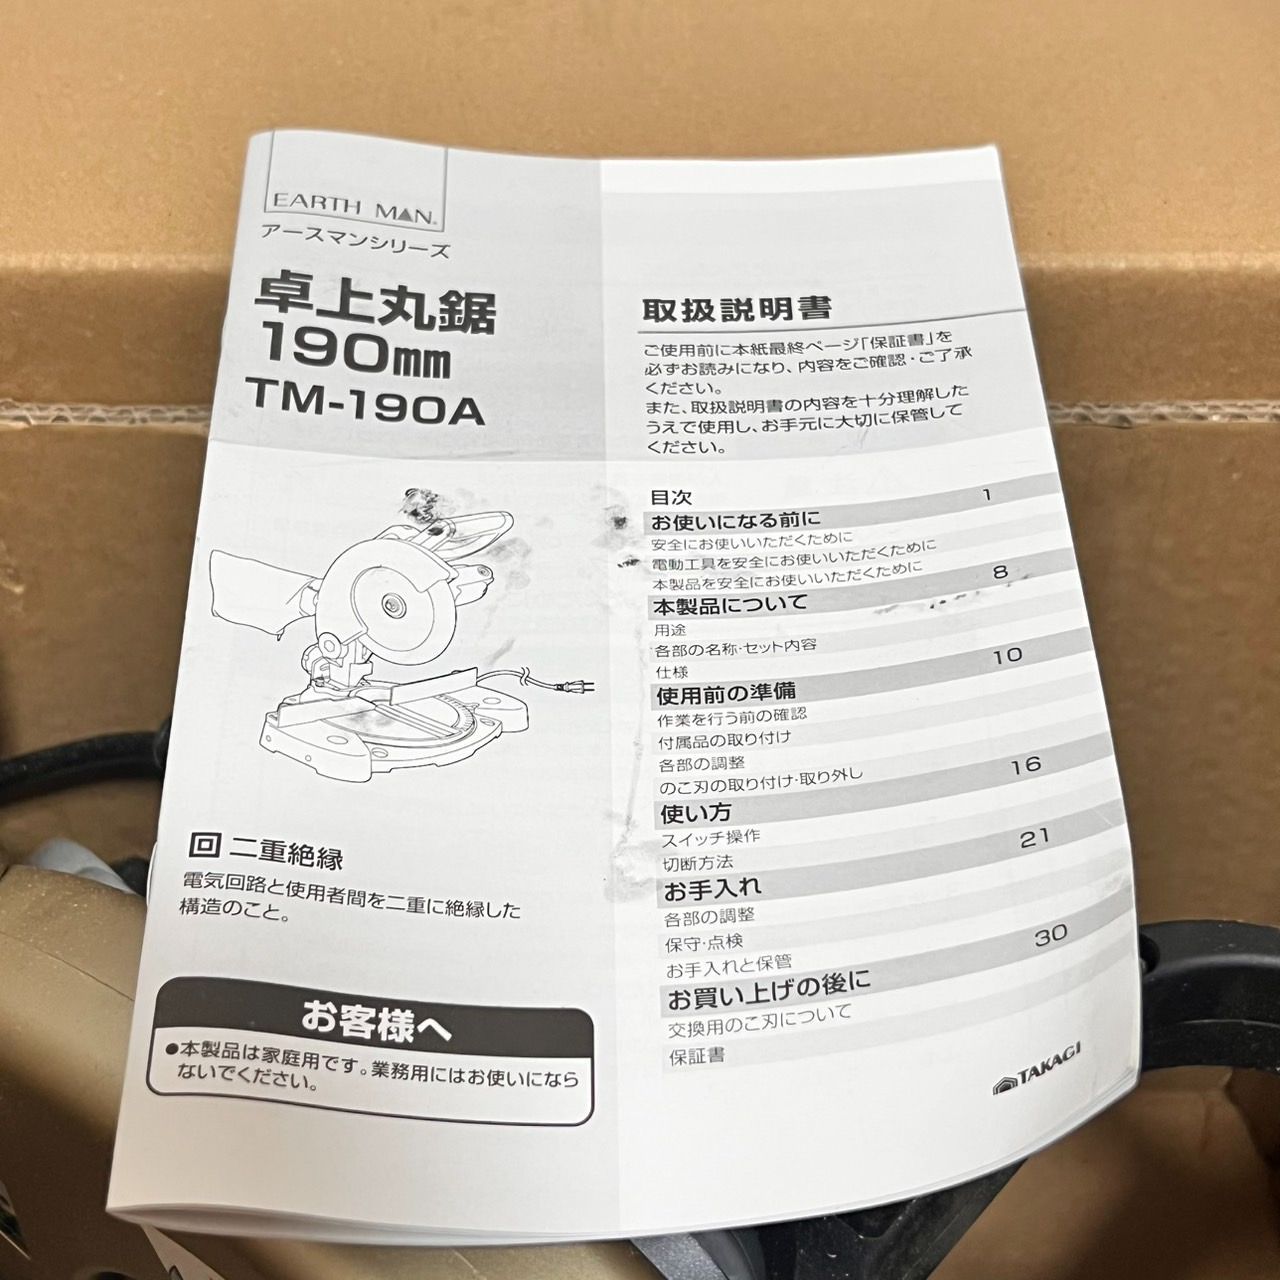 EARTH MAN®
アースマンシリーズ
卓上丸鋸
190mm
TM-190A
回 二重絶縁
電気回路と使用者間を二重に絶縁した
構造のこと。
お客様へ
●本製品は家庭用です。業務用にはお使いになら
ないでください。
取扱説明書
ご使用前に本紙最終ページ「保証書」を
必ずお読みになり、内容をご確認・ご了承
ください。
また、取扱説明書の内容を十分理解した
うえで使用し、お手元に大切に保管して
ください。
目次
お使いになる前に 1
安全にお使いいただくために
電動工具を安全にお使いいただくために
本製品を安全にお使いいただくために
本製品について 8
用途
各部の名称・セット内容
仕様
使用前の準備 10
作業を行う前の確認
付属品の取り付け
各部の調整
のこ刃の取り付け・取り外し
使い方 16
スイッチ操作
切断方法
お手入れ 21
各部の調整
保守・点検
お手入れと保管
お買い上げの後に 30
交換用のこ刃について
保証書
TAKAGI